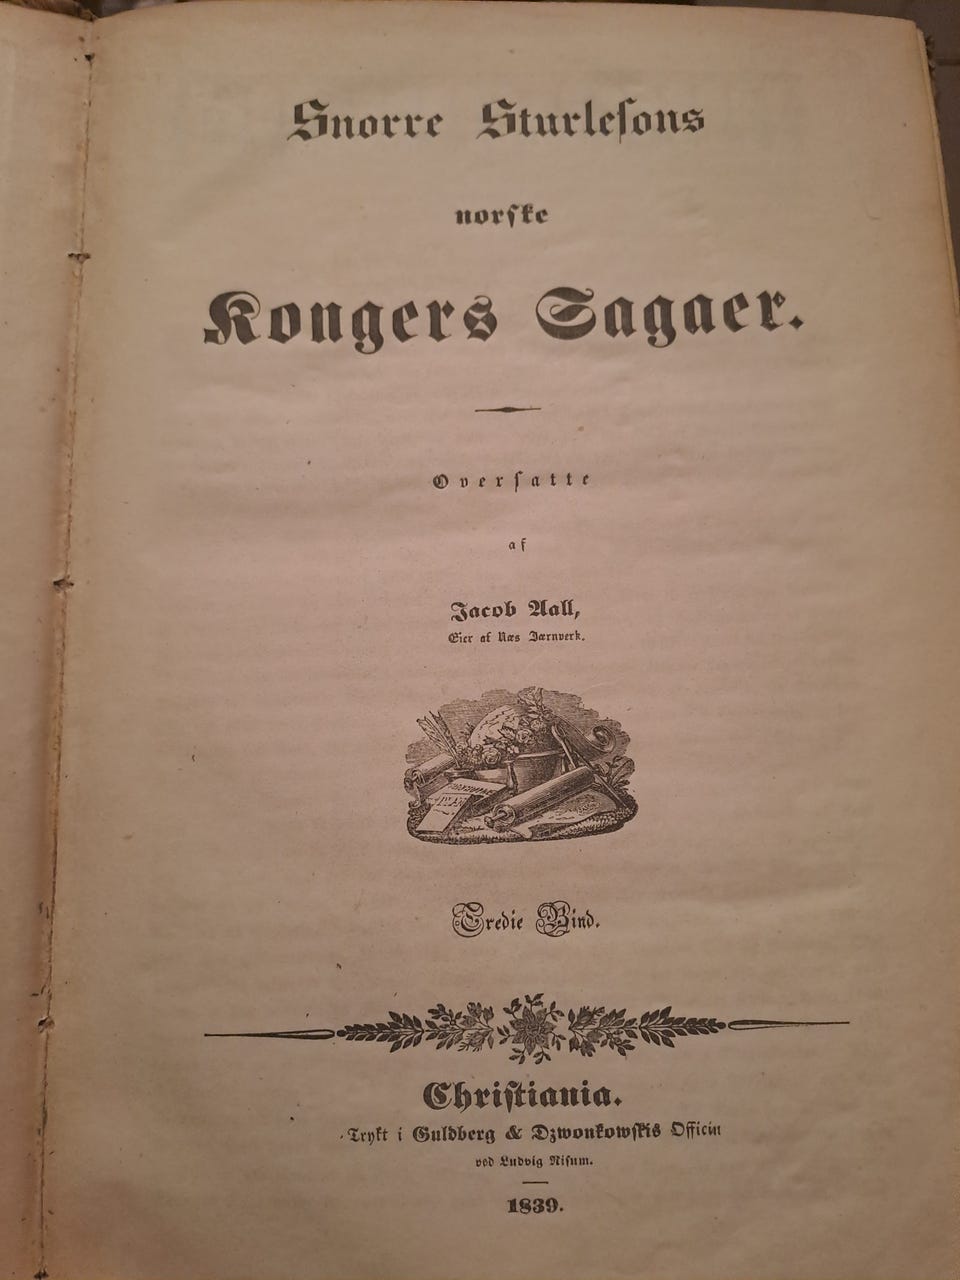 Snorre Sturleſons
norſke
Kongers Sagaer.
Overſatte
af
Jacob Aall,
Eier af Næs Jærnverk.
Tredie Bind.
Chriſtiania.
Trykt i Guldberg & Dzwonkowſkis Officin
ved Ludvig Riſum.
1839.